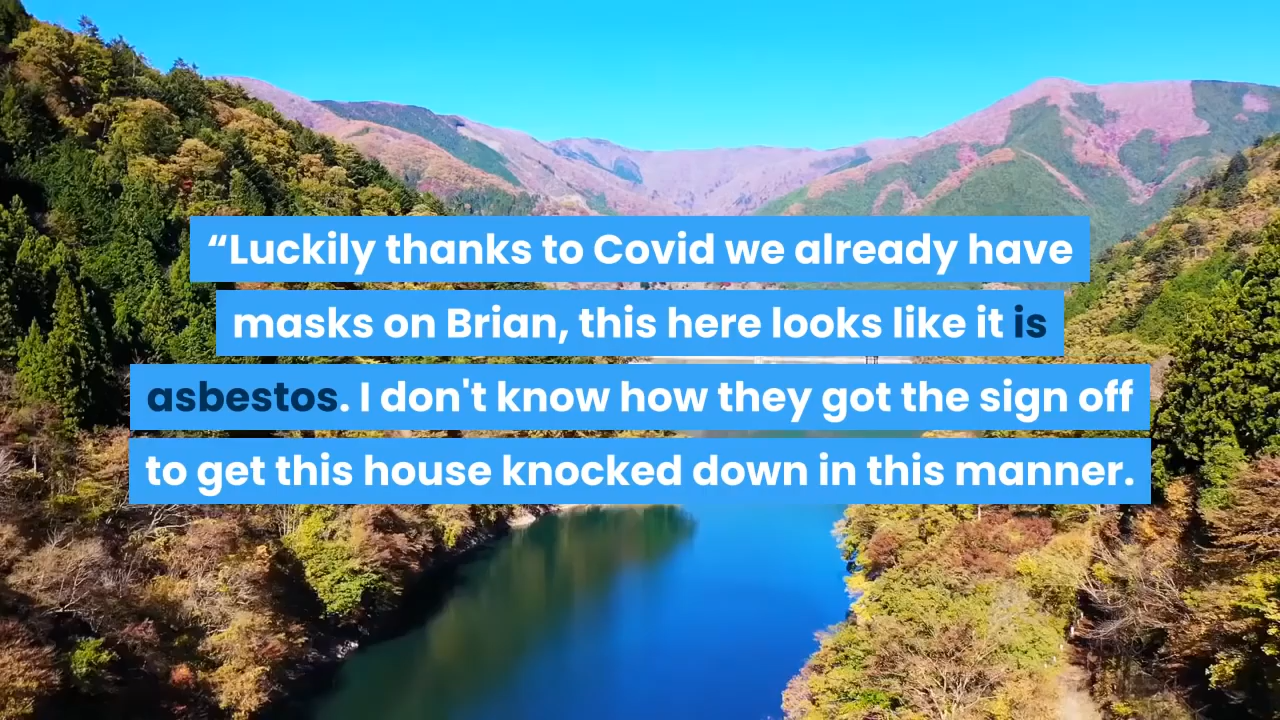 “Luckily thanks to Covid we already have
masks on Brian, this here looks like it is
asbestos. I don't know how they got the sign off
to get this house knocked down in this manner.